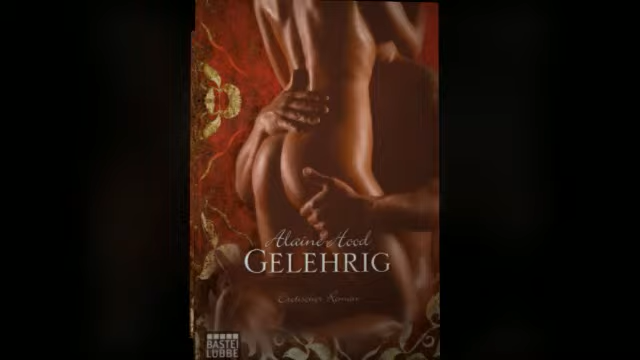 Alaine Hood
GELEHRIG
Erotischer Roman
BASTEI
LÜBBE